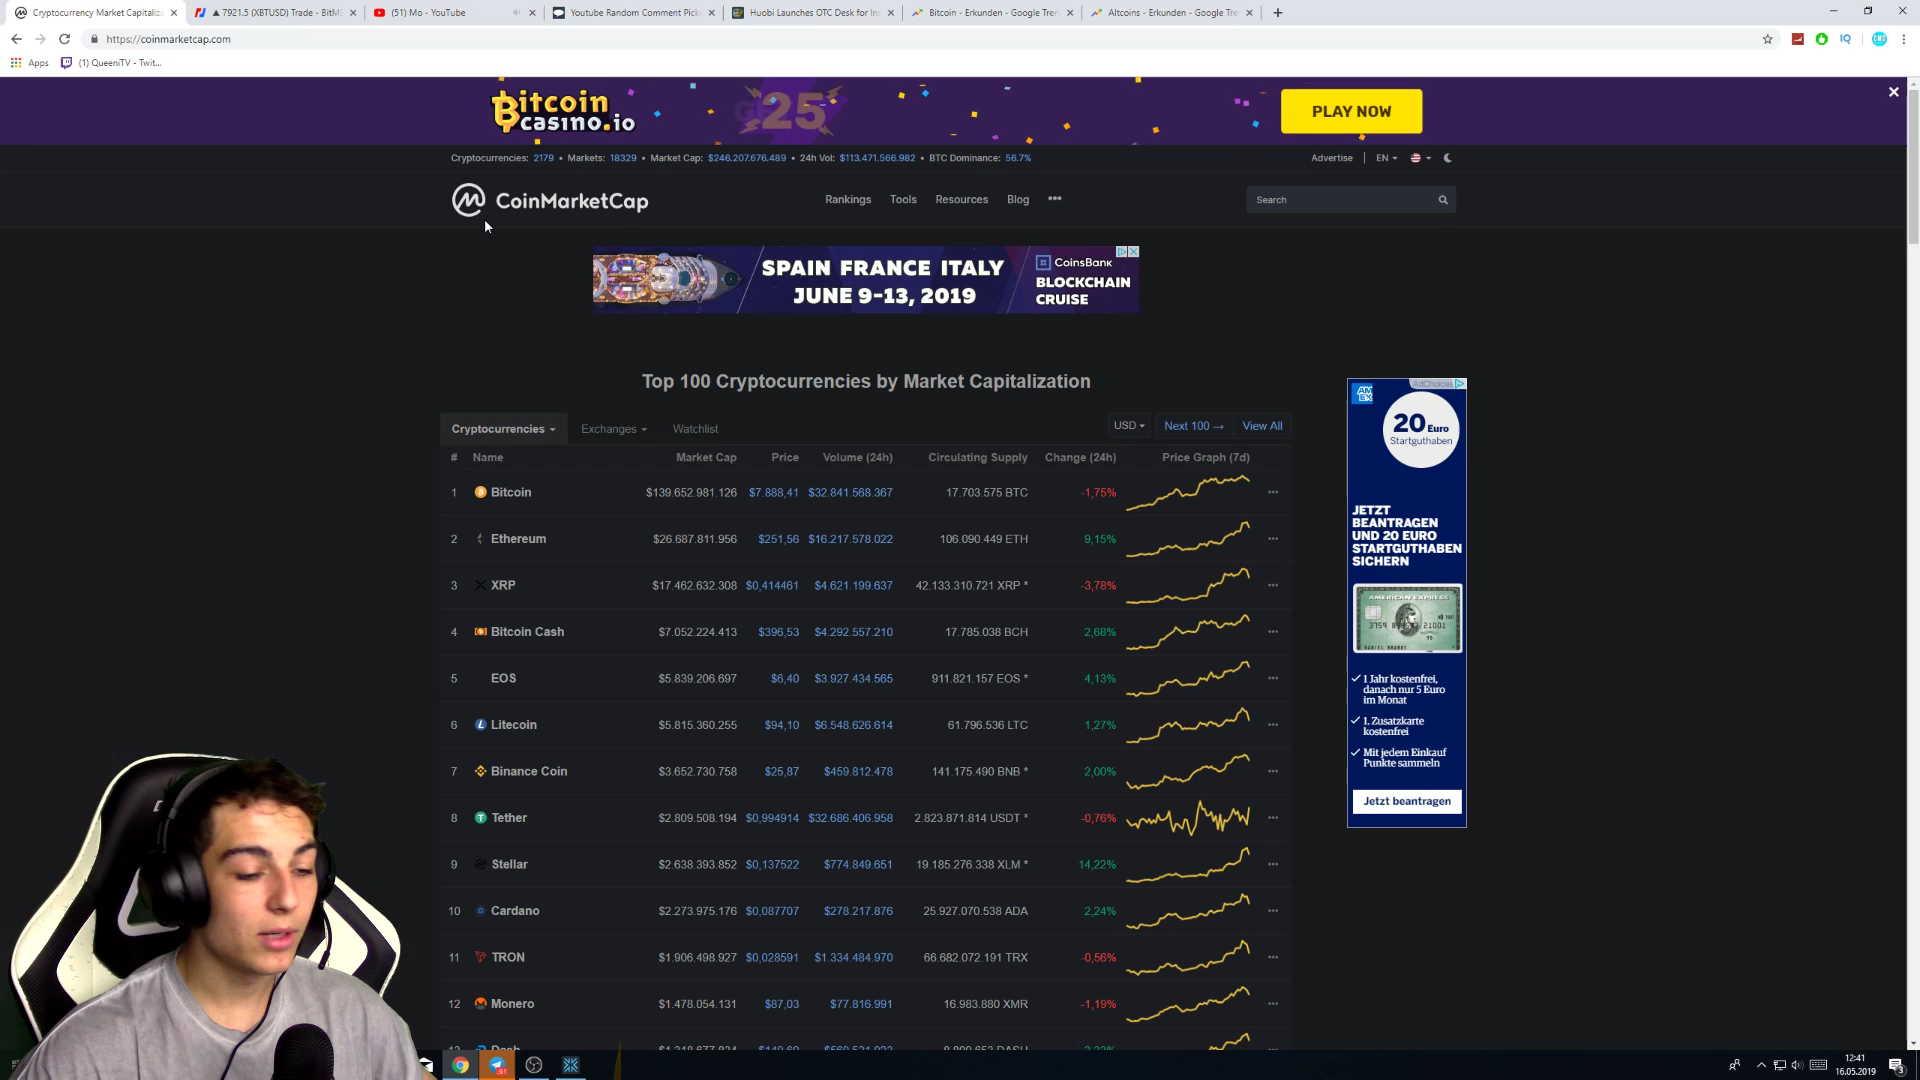 Cryptocurrency Market Capitaliza
▲ 7921.5 (XBTUSD) Trade - BitME
(51) Mo - YouTube
Youtube Random Comment Pick
Huobi Launches OTC Desk for In
Bitcoin - Erkunden - Google Tren
Altcoins - Erkunden - Google Tre
https://coinmarketcap.com
IQ
Apps
(1) QueeniTV - Twit...
Bitcoin
casino.io
25
PLAY NOW
Cryptocurrencies: 2179 • Markets: 18329 • Market Cap: $246.207.676.489 • 24h Vol: $113.471.566.982 • BTC Dominance: 56.7%
Advertise
EN
CoinMarketCap
Rankings
Tools
Resources
Blog
•••
Search
SPAIN FRANCE ITALY
JUNE 9-13, 2019
CoinsBank
BLOCKCHAIN
CRUISE
Top 100 Cryptocurrencies by Market Capitalization
Cryptocurrencies
Exchanges
Watchlist
USD
Next 100 →
View All
# Name Market Cap Price Volume (24h) Circulating Supply Change (24h) Price Graph (7d)
1 Bitcoin $139.652.981.126 $7.888,41 $32.841.568.367 17.703.575 BTC -1,75%
2 Ethereum $26.687.811.956 $251,56 $16.217.578.022 106.090.449 ETH 9,15%
3 XRP $17.462.632.308 $0,414461 $4.621.199.637 42.133.310.721 XRP * -3,78%
4 Bitcoin Cash $7.052.224.413 $396,53 $4.292.557.210 17.785.038 BCH 2,68%
5 EOS $5.839.206.697 $6,40 $3.927.434.565 911.821.157 EOS * 4,13%
6 Litecoin $5.815.360.255 $94,10 $6.548.626.614 61.796.536 LTC 1,27%
7 Binance Coin $3.652.730.758 $25,87 $459.812.478 141.175.490 BNB * 2,00%
8 Tether $2.809.508.194 $0,994914 $32.686.406.958 2.823.871.814 USDT * -0,76%
9 Stellar $2.638.393.852 $0,137522 $774.849.651 19.185.276.338 XLM * 14,22%
10 Cardano $2.273.975.176 $0,087707 $278.217.876 25.927.070.538 ADA 2,24%
11 TRON $1.906.498.927 $0,028591 $1.334.484.970 66.682.072.191 TRX -0,56%
12 Monero $1.478.054.131 $87,03 $77.816.991 16.983.880 XMR -1,19%
AdChoices
AM
EX
20 Euro
Startguthaben
JETZT
BEANTRAGEN
UND 20 EURO
STARTGUTHABEN
SICHERN
AMERICAN EXPRESS
1 Jahr kostenfrei,
danach nur 5 Euro
im Monat
1. Zusatzkarte
kostenfrei
Mit jedem Einkauf
Punkte sammeln
Jetzt beantragen
12:41
16.05.2019